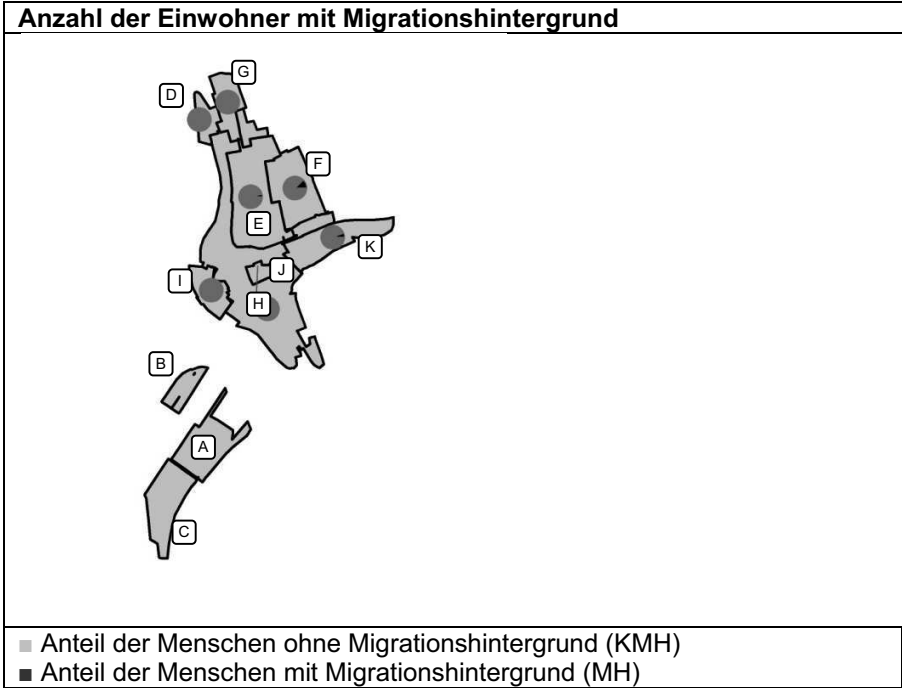 Anzahl der Einwohner mit Migrationshintergrund
G
D
F
E
K
J
I
H
B
A
C
■ Anteil der Menschen ohne Migrationshintergrund (KMH)
■ Anteil der Menschen mit Migrationshintergrund (MH)